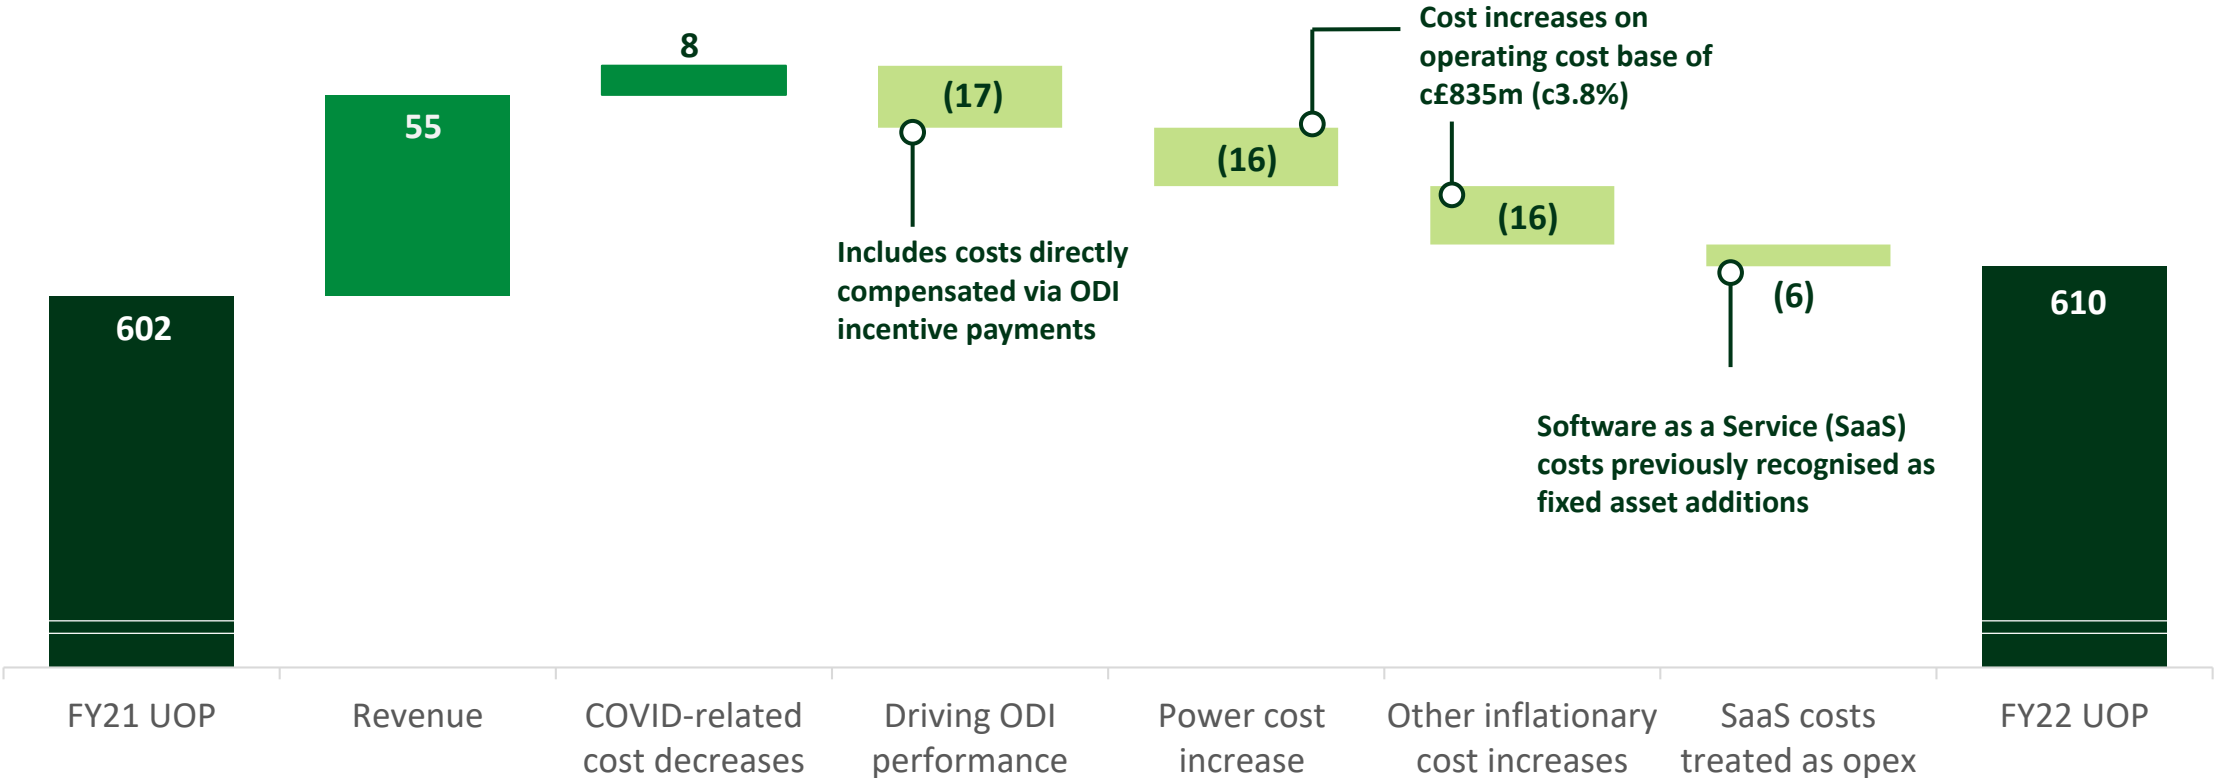 Cost increases on
operating cost base of
c£835m (c3.8%)
8
55
(17)
(16)
(16)
(6)
602
610
Includes costs directly
compensated via ODI
incentive payments
Software as a Service (SaaS)
costs previously recognised as
fixed asset additions
FY21 UOP
Revenue
COVID-related
cost decreases
Driving ODI
performance
Power cost
increase
Other inflationary
cost increases
SaaS costs
treated as opex
FY22 UOP